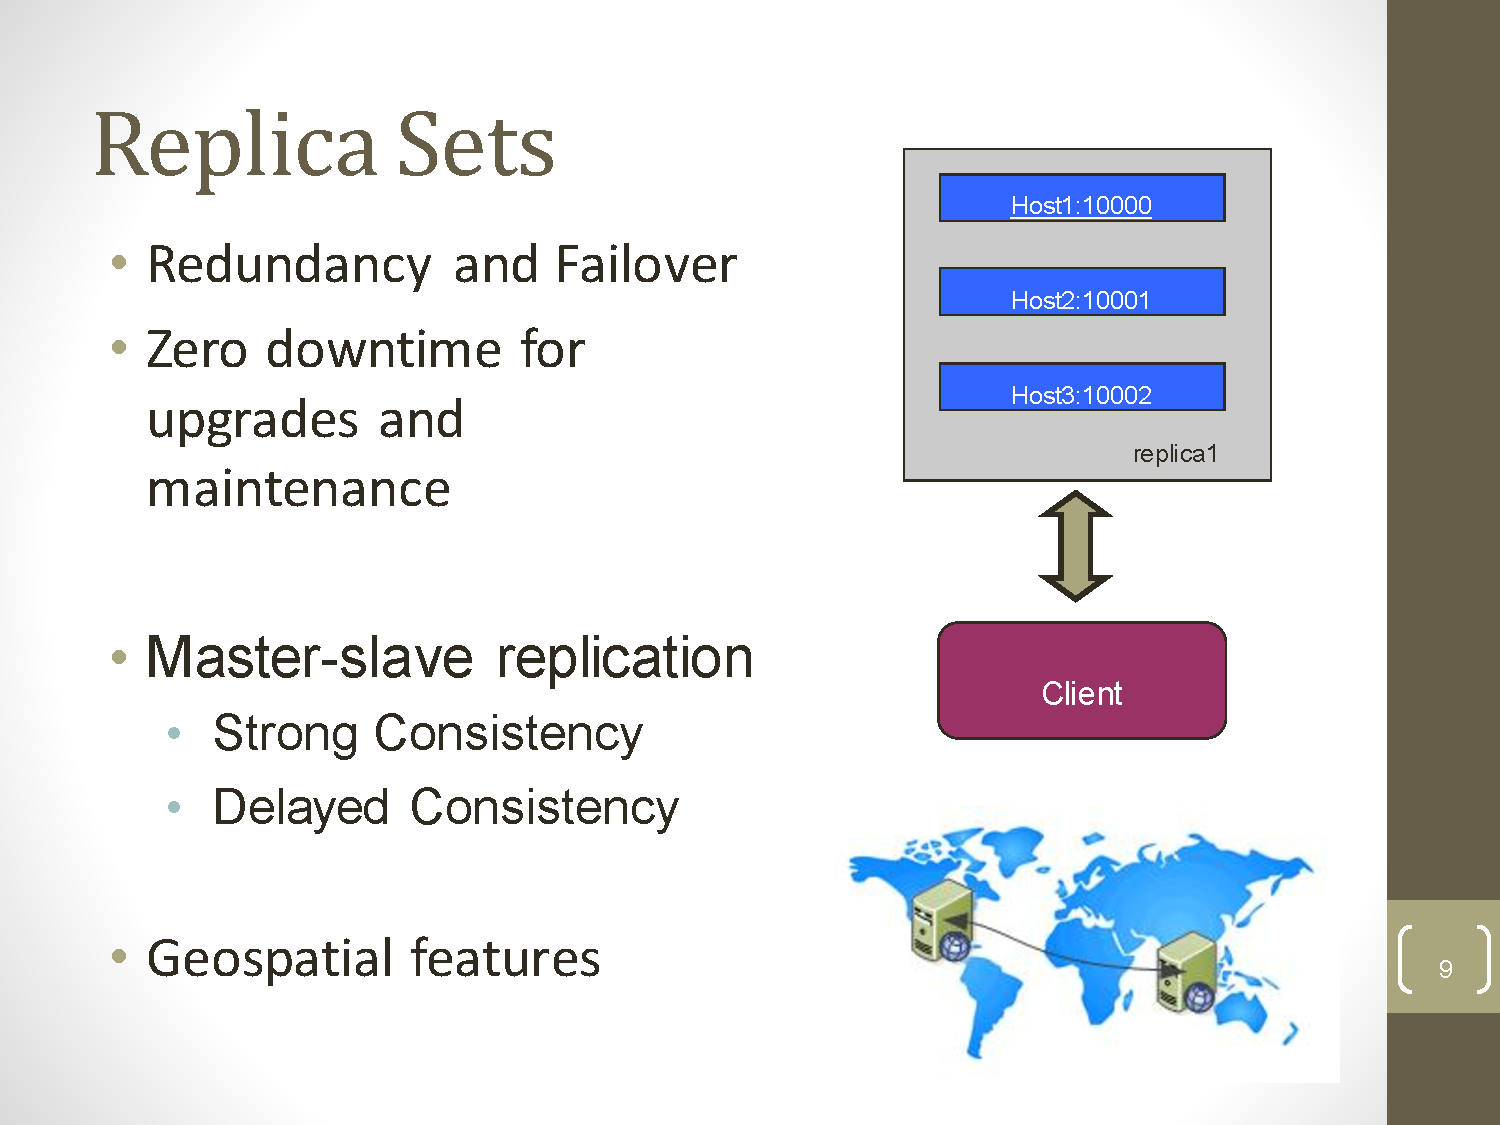 Replica Sets
• Redundancy and Failover
• Zero downtime for
upgrades and
maintenance
• Master-slave replication
• Strong Consistency
• Delayed Consistency
• Geospatial features
Host1:10000
Host2:10001
Host3:10002
replica1
Client
9